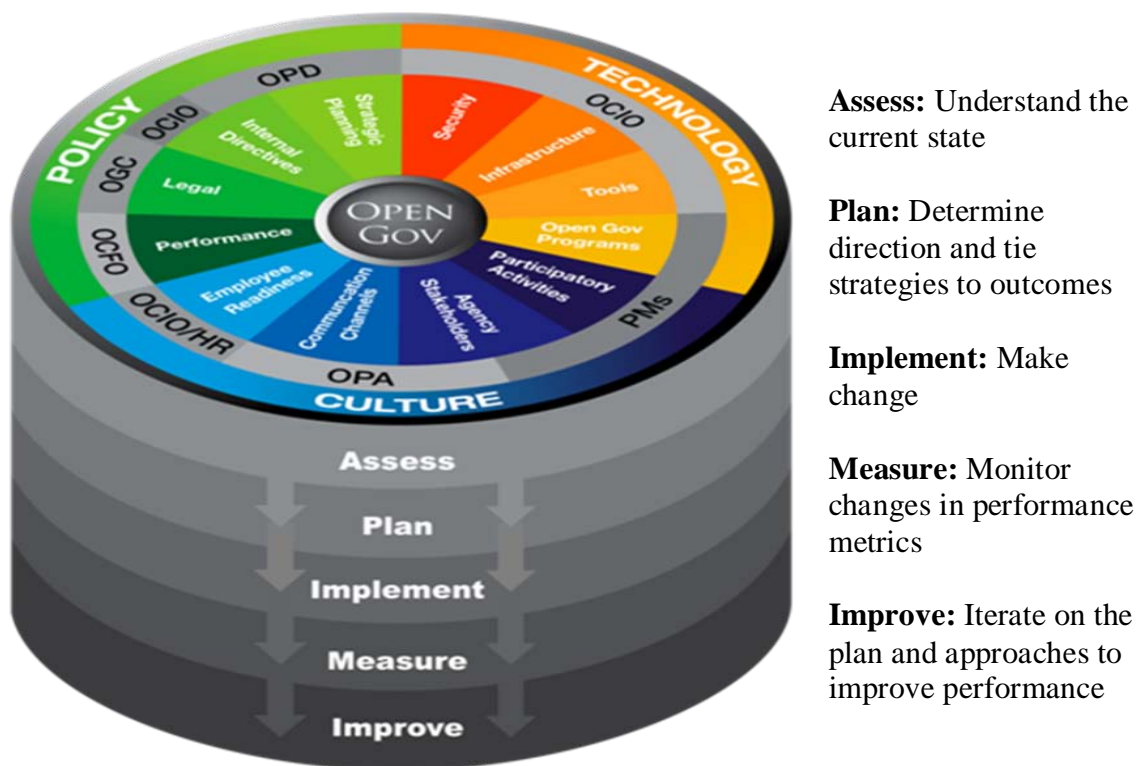 POLICY
TECHNOLOGY
CULTURE
OPD
OCIO
OCIO
OGC
OCFO
OCIO/HR
OPA
PMs
Strategic
Planning
Security
Internal
Directives
Infrastructure
Legal
Tools
Performance
Open Gov
Programs
Employee
Readiness
Communcation
Channels
Agency
Stakeholders
Participatory
Activities
OPEN
GOV
Assess
Plan
Implement
Measure
Improve
Assess: Understand the
current state
Plan: Determine
direction and tie
strategies to outcomes
Implement: Make
change
Measure: Monitor
changes in performance
metrics
Improve: Iterate on the
plan and approaches to
improve performance